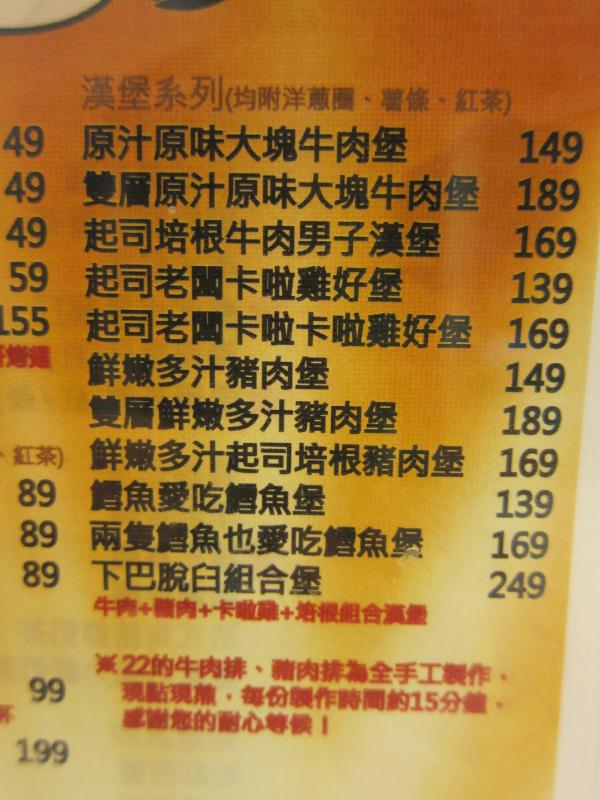 漢堡系列(均附洋蔥圈、薯條、紅茶)
49 原汁原味大塊牛肉堡 149
49 雙層原汁原味大塊牛肉堡 189
49 起司培根牛肉男子漢堡 169
59 起司老闆卡啦雞好堡 139
155 起司老闆卡啦卡啦雞好堡 169
鮮嫩多汁豬肉堡 149
雙層鮮嫩多汁豬肉堡 189
、紅茶) 鮮嫩多汁起司培根豬肉堡 169
89 鱈魚愛吃鱈魚堡 139
89 兩隻鱈魚也愛吃鱈魚堡 169
89 下巴脫臼組合堡 249
牛肉+豬肉+卡啦雞+培根組合漢堡
※22的牛肉排、豬肉排為全手工製作,
99 現點現煎,每份製作時間約15分鐘,
杯 感謝您的耐心等候!
199